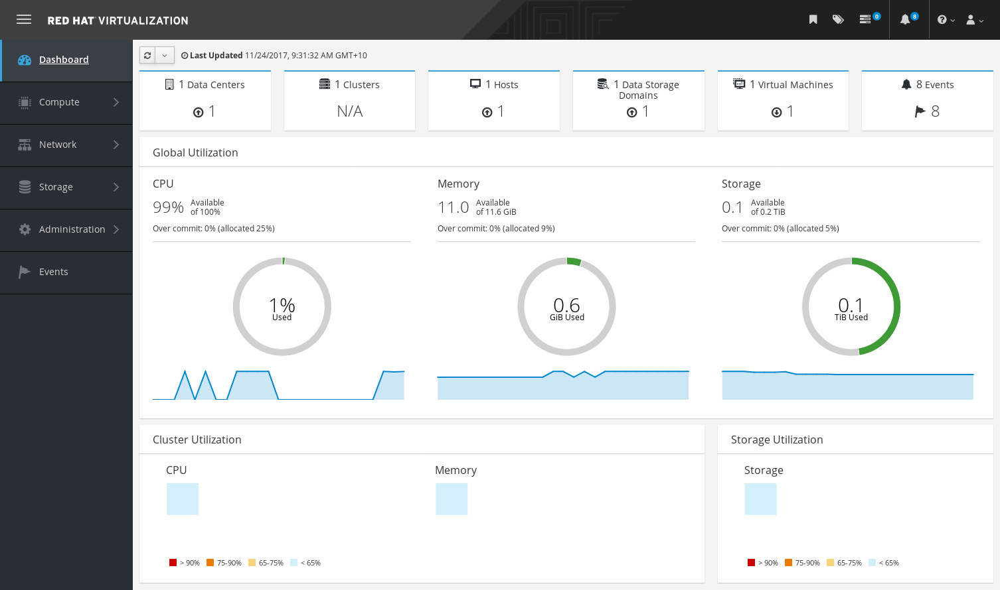 RED HAT VIRTUALIZATION
0
8
Dashboard
Compute
Network
Storage
Administration
Events
Last Updated 11/24/2017, 9:31:32 AM GMT+10
1 Data Centers
1
1 Clusters
N/A
1 Hosts
1
1 Data Storage
Domains
1
1 Virtual Machines
1
8 Events
8
Global Utilization
CPU
99% Available
of 100%
Over commit: 0% (allocated 25%)
1%
Used
Memory
11.0 Available
of 11.6 GiB
Over commit: 0% (allocated 9%)
0.6
GiB Used
Storage
0.1 Available
of 0.2 TiB
Over commit: 0% (allocated 5%)
0.1
TiB Used
Cluster Utilization
CPU
Memory
> 90% 75-90% 65-75% < 65%
Storage Utilization
Storage
> 90% 75-90% 65-75% < 65%